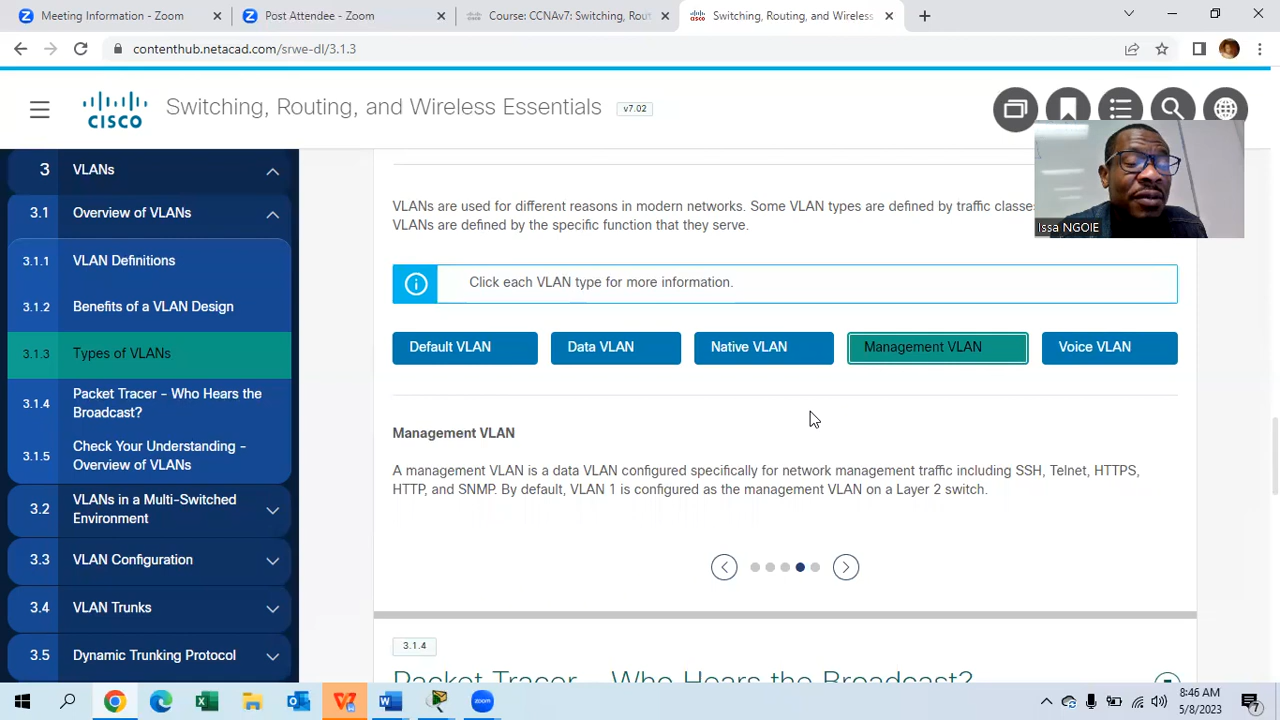 Meeting Information - Zoom
Post Attendee - Zoom
Course: CCNAv7: Switching, Rout
Switching, Routing, and Wireless
contenthub.netacad.com/srwe-dl/3.1.3
CISCO
Switching, Routing, and Wireless Essentials
v7.02
3 VLANs
3.1 Overview of VLANs
3.1.1 VLAN Definitions
3.1.2 Benefits of a VLAN Design
3.1.3 Types of VLANs
3.1.4 Packet Tracer - Who Hears the
Broadcast?
3.1.5 Check Your Understanding -
Overview of VLANs
3.2 VLANs in a Multi-Switched
Environment
3.3 VLAN Configuration
3.4 VLAN Trunks
3.5 Dynamic Trunking Protocol
VLANs are used for different reasons in modern networks. Some VLAN types are defined by traffic classes
VLANs are defined by the specific function that they serve.
Issa NGOIE
Click each VLAN type for more information.
Default VLAN
Data VLAN
Native VLAN
Management VLAN
Voice VLAN
Management VLAN
A management VLAN is a data VLAN configured specifically for network management traffic including SSH, Telnet, HTTPS,
HTTP, and SNMP. By default, VLAN 1 is configured as the management VLAN on a Layer 2 switch.
3.1.4
Packet Tracer - Who Hears the Broadcast?
zoom
8:46 AM
5/8/2023
7